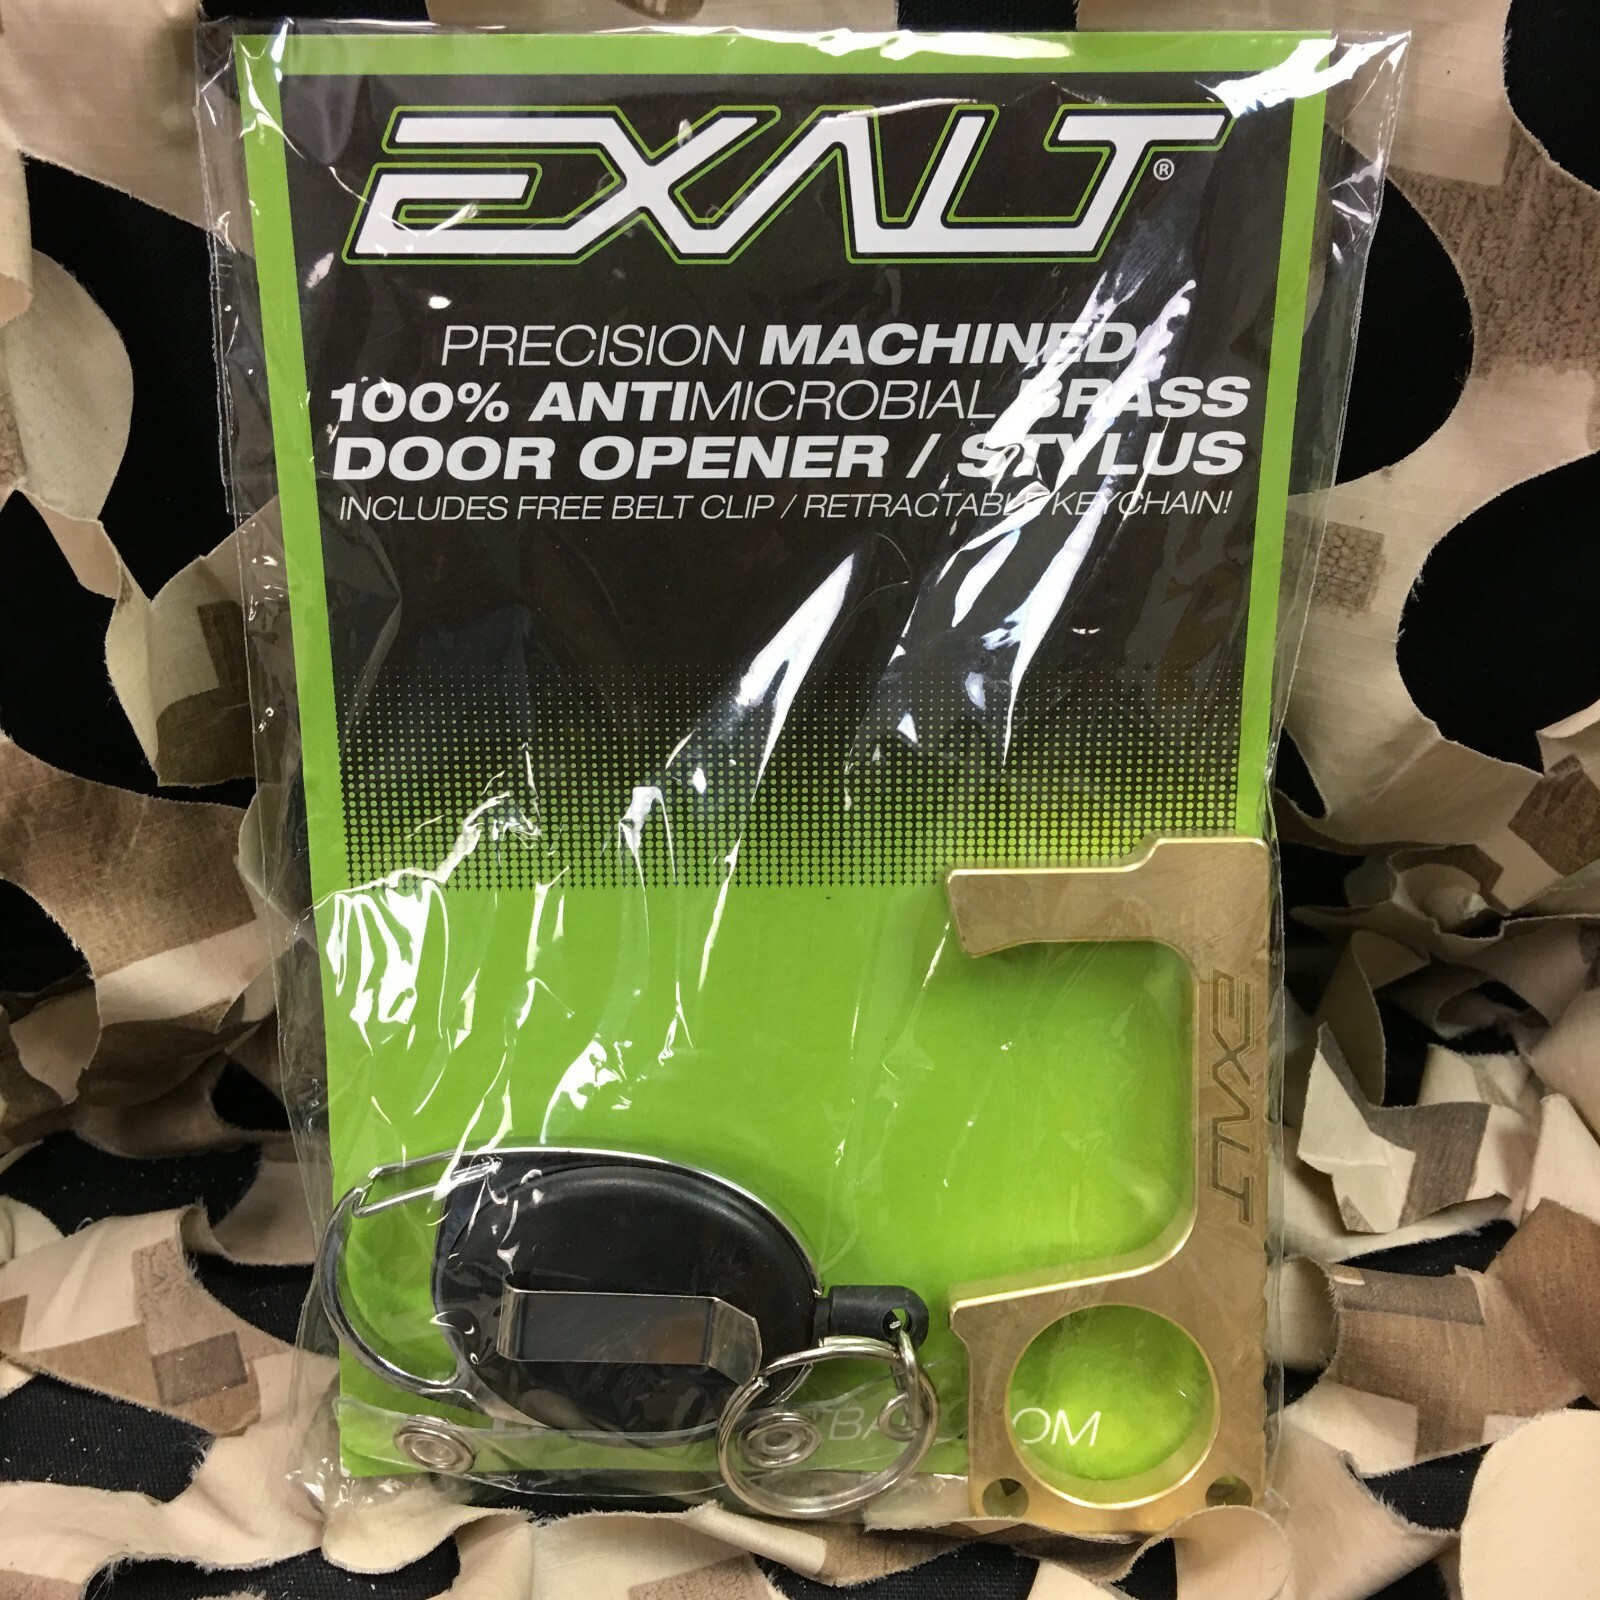 EXALT®
PRECISION MACHINED
100% ANTIMICROBIAL BRASS
DOOR OPENER / STYLUS
INCLUDES FREE BELT CLIP / RETRACTABLE KEYCHAIN!
EXALT